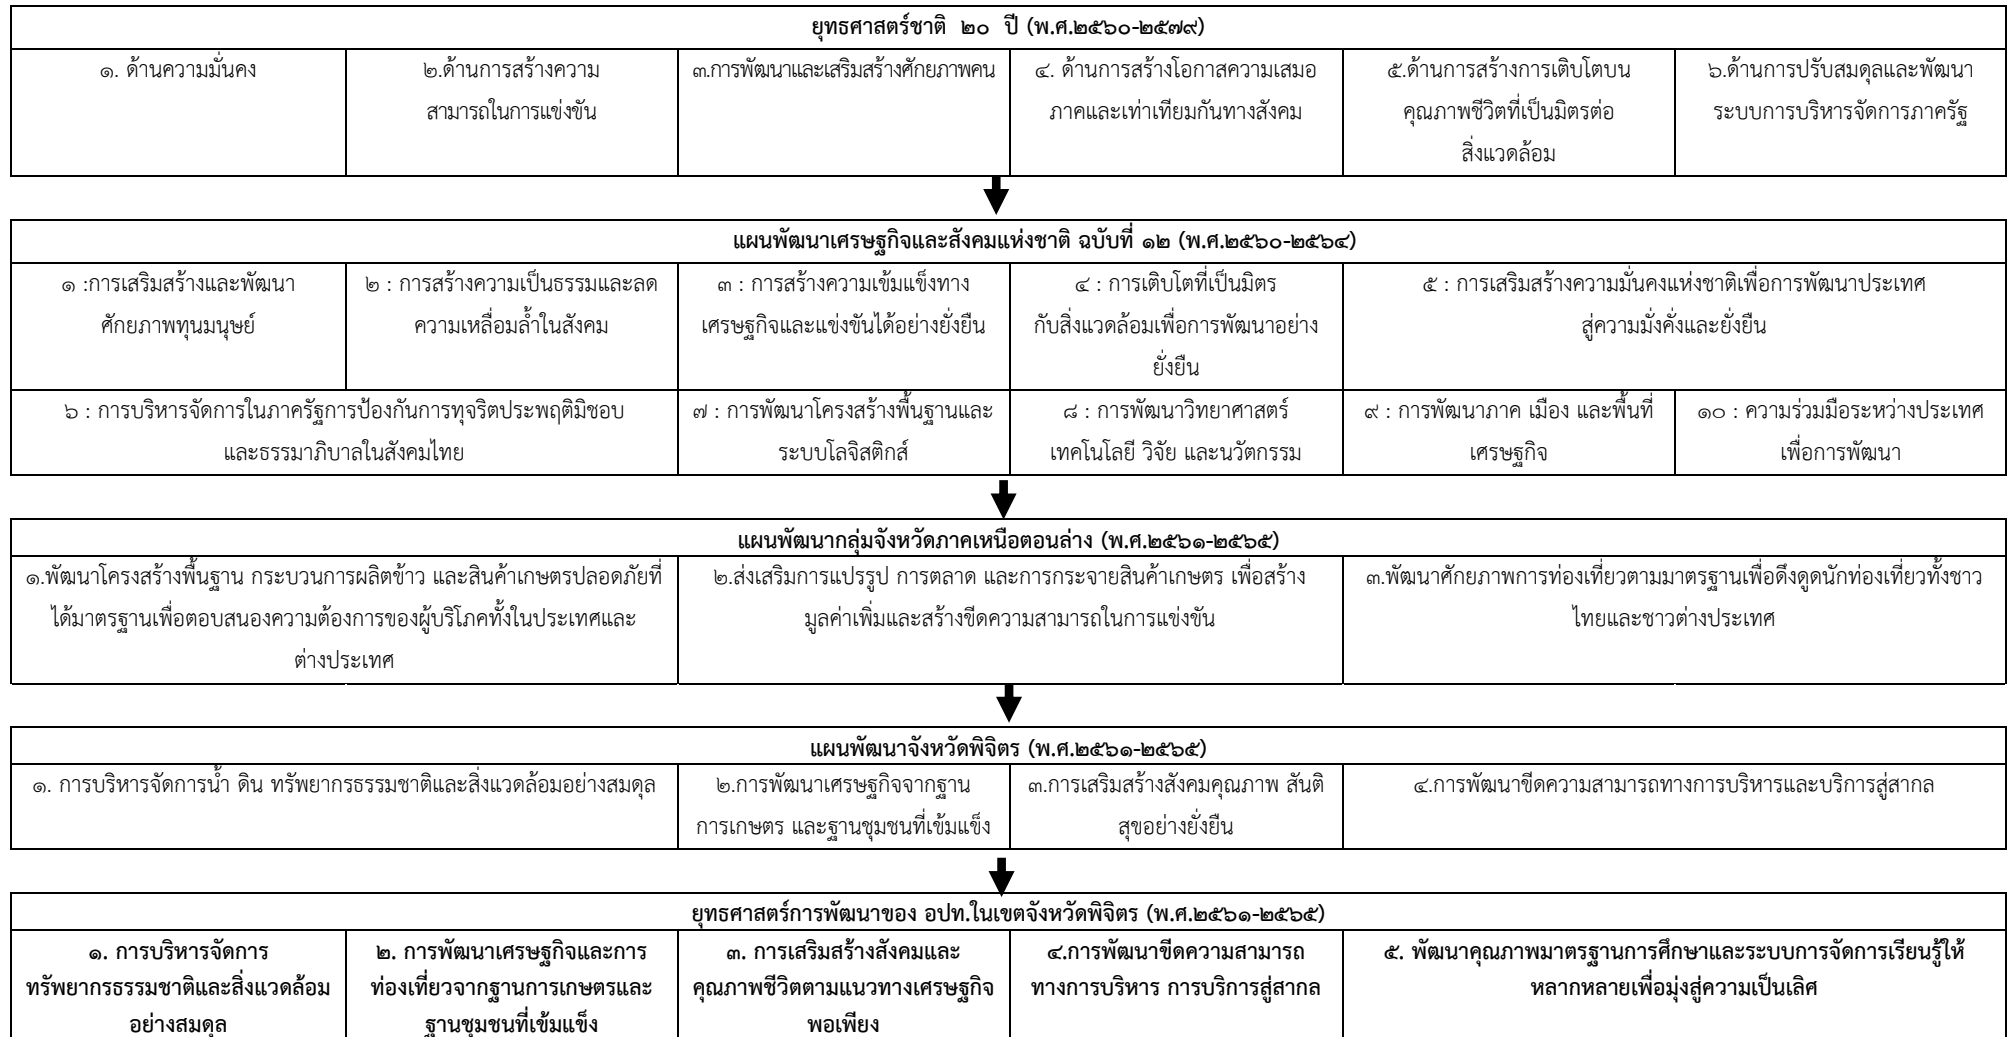 ยุทธศาสตร์ชาติ ๒๐ ปี (พ.ศ.๒๕๖๐-๒๕๗๙)
๑. ด้านความมั่นคง
๒.ด้านการสร้างความ
สามารถในการแข่งขัน
๓.การพัฒนาและเสริมสร้างศักยภาพคน
๔. ด้านการสร้างโอกาสความเสมอ
ภาคและเท่าเทียมกันทางสังคม
๕.ด้านการสร้างการเติบโตบน
คุณภาพชีวิตที่เป็นมิตรต่อ
สิ่งแวดล้อม
๖.ด้านการปรับสมดุลและพัฒนา
ระบบการบริหารจัดการภาครัฐ
แผนพัฒนาเศรษฐกิจและสังคมแห่งชาติ ฉบับที่ ๑๒ (พ.ศ.๒๕๖๐-๒๕๖๔)
๑ :การเสริมสร้างและพัฒนา
ศักยภาพทุนมนุษย์
๒ : การสร้างความเป็นธรรมและลด
ความเหลื่อมล้ำในสังคม
๓ : การสร้างความเข้มแข็งทาง
เศรษฐกิจและแข่งขันได้อย่างยั่งยืน
๔ : การเติบโตที่เป็นมิตร
กับสิ่งแวดล้อมเพื่อการพัฒนาอย่าง
ยั่งยืน
๕ : การเสริมสร้างความมั่นคงแห่งชาติเพื่อการพัฒนาประเทศ
สู่ความมั่งคั่งและยั่งยืน
๖ : การบริหารจัดการในภาครัฐการป้องกันการทุจริตประพฤติมิชอบ
และธรรมาภิบาลในสังคมไทย
๗ : การพัฒนาโครงสร้างพื้นฐานและ
ระบบโลจิสติกส์
๘ : การพัฒนาวิทยาศาสตร์
เทคโนโลยี วิจัย และนวัตกรรม
๙ : การพัฒนาภาค เมือง และพื้นที่
เศรษฐกิจ
๑๐ : ความร่วมมือระหว่างประเทศ
เพื่อการพัฒนา
แผนพัฒนากลุ่มจังหวัดภาคเหนือตอนล่าง (พ.ศ.๒๕๖๑-๒๕๖๕)
๑.พัฒนาโครงสร้างพื้นฐาน กระบวนการผลิตข้าว และสินค้าเกษตรปลอดภัยที่
ได้มาตรฐานเพื่อตอบสนองความต้องการของผู้บริโภคทั้งในประเทศและ
ต่างประเทศ
๒.ส่งเสริมการแปรรูป การตลาด และการกระจายสินค้าเกษตร เพื่อสร้าง
มูลค่าเพิ่มและสร้างขีดความสามารถในการแข่งขัน
๓.พัฒนาศักยภาพการท่องเที่ยวตามมาตรฐานเพื่อดึงดูดนักท่องเที่ยวทั้งชาว
ไทยและชาวต่างประเทศ
แผนพัฒนาจังหวัดพิจิตร (พ.ศ.๒๕๖๑-๒๕๖๕)
๑. การบริหารจัดการน้ำ ดิน ทรัพยากรธรรมชาติและสิ่งแวดล้อมอย่างสมดุล
๒.การพัฒนาเศรษฐกิจจากฐาน
การเกษตร และฐานชุมชนที่เข้มแข็ง
๓.การเสริมสร้างสังคมคุณภาพ สันติ
สุขอย่างยั่งยืน
๔.การพัฒนาขีดความสามารถทางการบริหารและบริการสู่สากล
ยุทธศาสตร์การพัฒนาของ อปท.ในเขตจังหวัดพิจิตร (พ.ศ.๒๕๖๑-๒๕๖๕)
๑. การบริหารจัดการ
ทรัพยากรธรรมชาติและสิ่งแวดล้อม
อย่างสมดุล
๒. การพัฒนาเศรษฐกิจและการ
ท่องเที่ยวจากฐานการเกษตรและ
ฐานชุมชนที่เข้มแข็ง
๓. การเสริมสร้างสังคมและ
คุณภาพชีวิตตามแนวทางเศรษฐกิจ
พอเพียง
๔.การพัฒนาขีดความสามารถ
ทางการบริหาร การบริการสู่สากล
๕. พัฒนาคุณภาพมาตรฐานการศึกษาและระบบการจัดการเรียนรู้ให้
หลากหลายเพื่อมุ่งสู่ความเป็นเลิศ